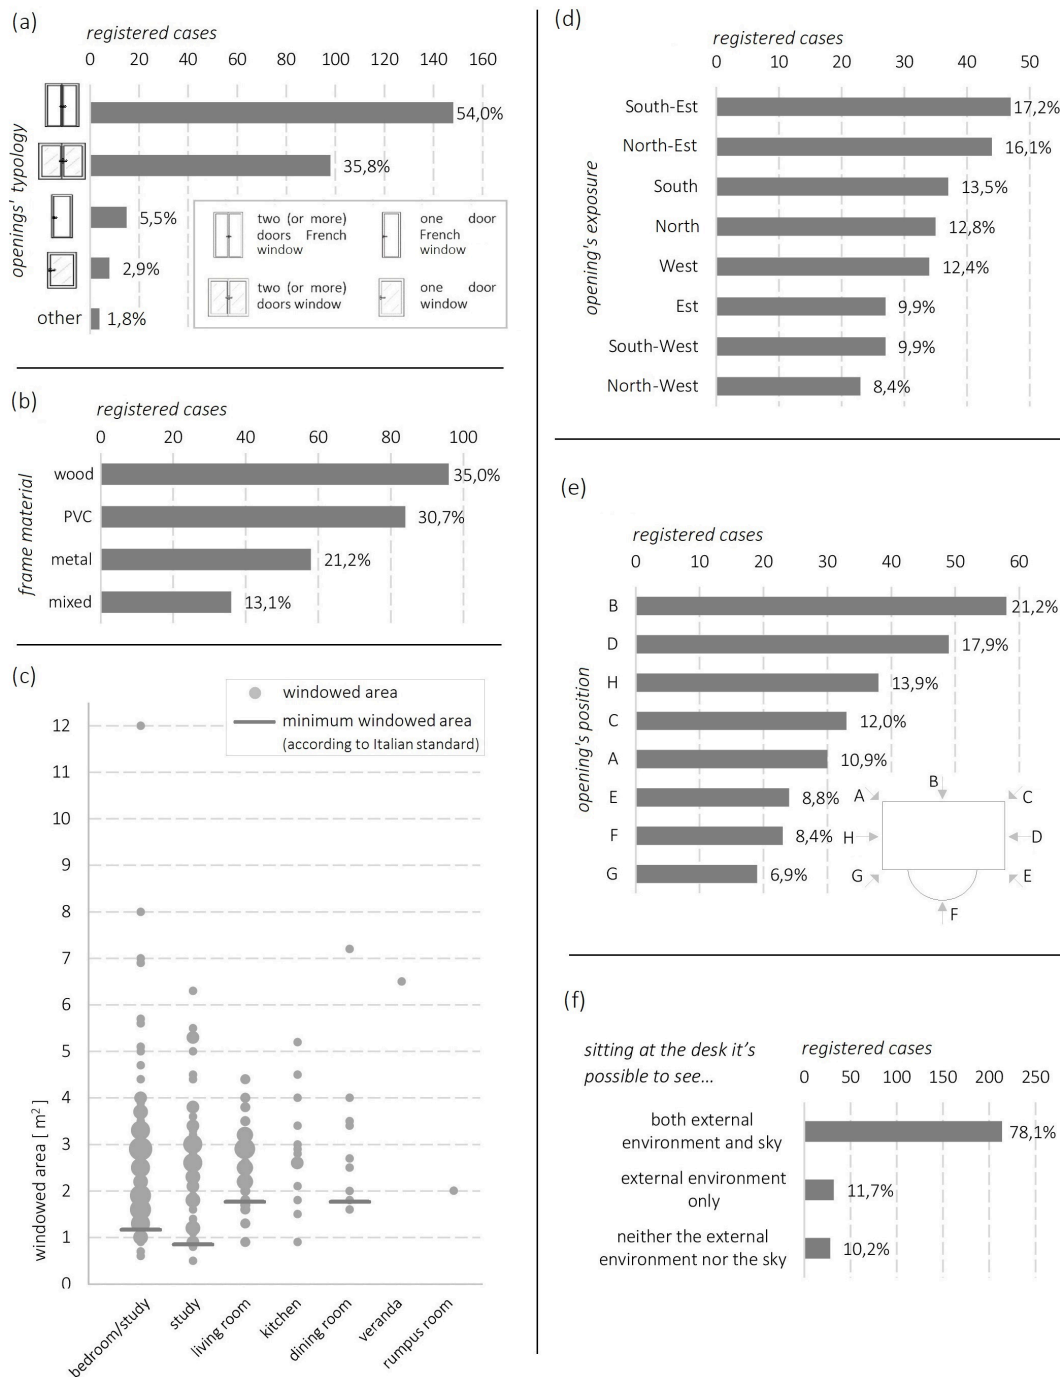 (a)
registered cases
0 20 40 60 80 100 120 140 160
openings' typology
54,0%
35,8%
5,5%
2,9%
other 1,8%
two (or more) doors French window
one door French window
two (or more) doors window
one door window
(b)
registered cases
0 20 40 60 80 100
frame material
wood 35,0%
PVC 30,7%
metal 21,2%
mixed 13,1%
(c)
windowed area
minimum windowed area
(according to Italian standard)
windowed area [ m² ]
12
11
10
9
8
7
6
5
4
3
2
1
0
bedroom/study
study
living room
kitchen
dining room
veranda
rumpus room
(d)
registered cases
0 10 20 30 40 50
opening's exposure
South-Est 17,2%
North-Est 16,1%
South 13,5%
North 12,8%
West 12,4%
Est 9,9%
South-West 9,9%
North-West 8,4%
(e)
registered cases
0 10 20 30 40 50 60
opening's position
B 21,2%
D 17,9%
H 13,9%
C 12,0%
A 10,9%
E 8,8%
F 8,4%
G 6,9%
A B C
H D
G E
F
(f)
sitting at the desk it's
possible to see...
registered cases
0 50 100 150 200 250
both external
environment and sky
78,1%
external environment
only
11,7%
neither the external
environment nor the sky
10,2%